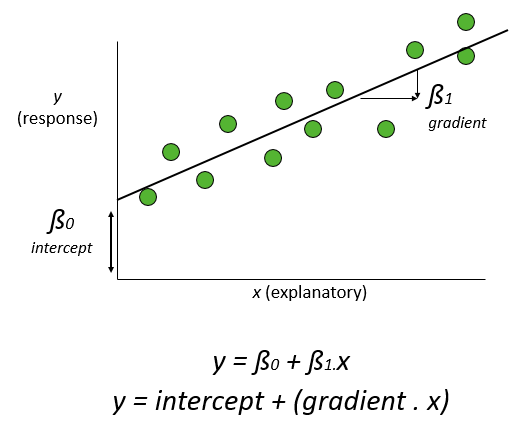 y
(response)
ß1
gradient
ß0
intercept
x (explanatory)
y = ß0 + ß1.x
y = intercept + (gradient . x)